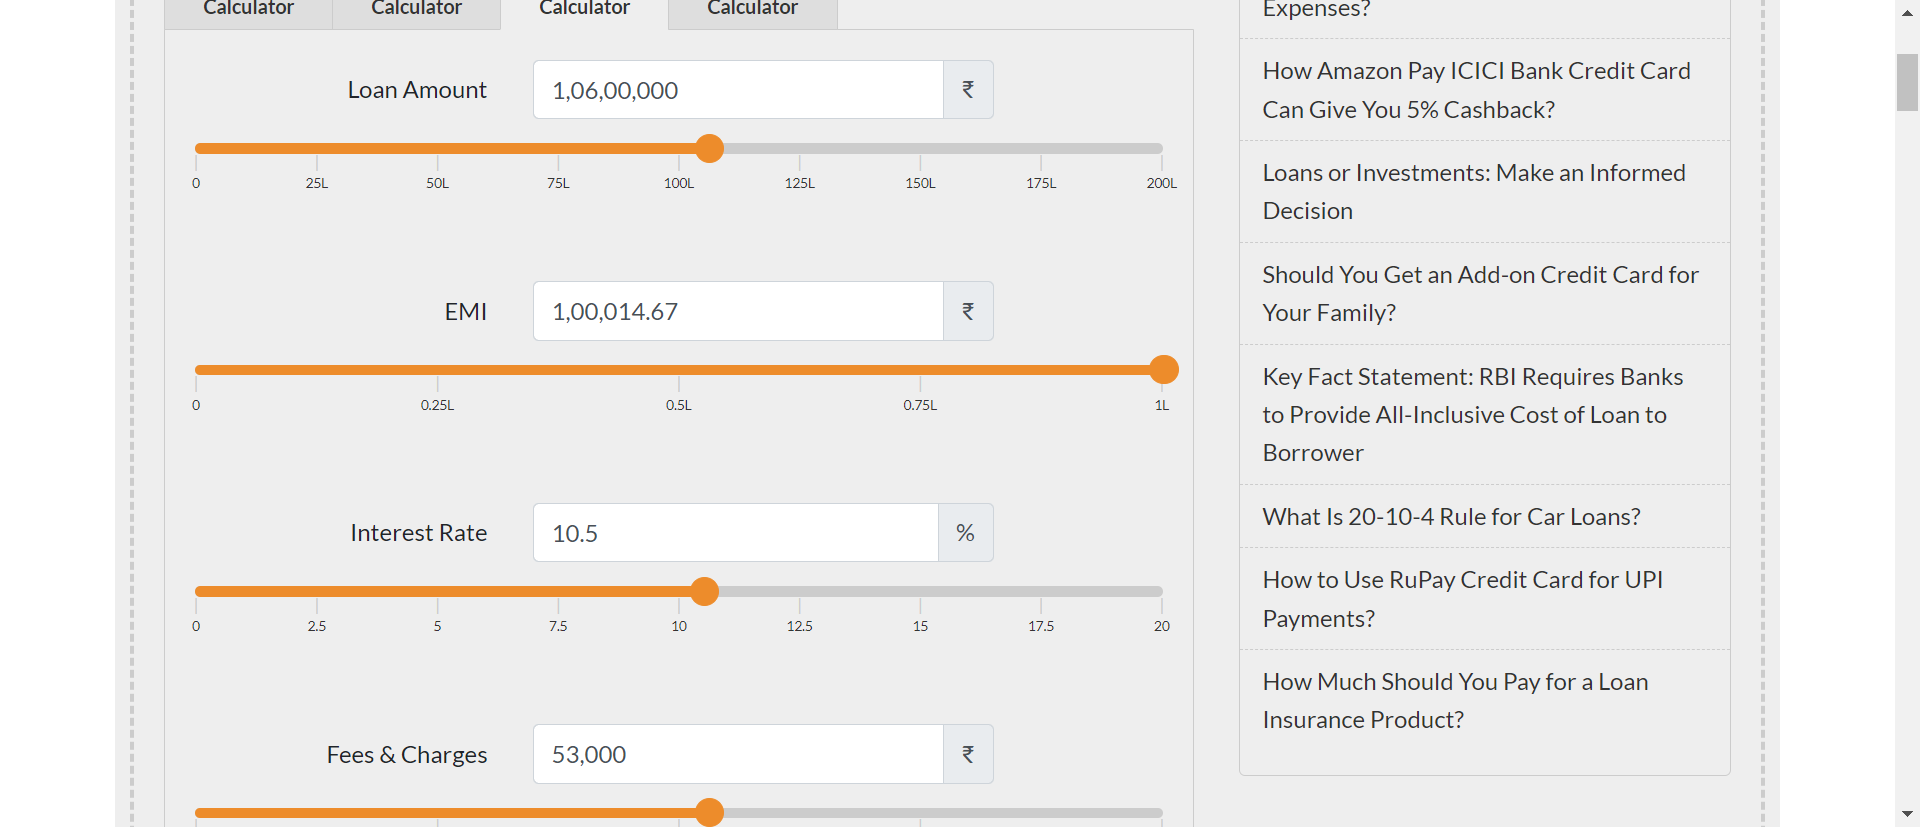 Calculator Calculator Calculator Calculator
Loan Amount 1,06,00,000 ₹
0 25L 50L 75L 100L 125L 150L 175L 200L
EMI 1,00,014.67 ₹
0 0.25L 0.5L 0.75L 1L
Interest Rate 10.5 %
0 2.5 5 7.5 10 12.5 15 17.5 20
Fees & Charges 53,000 ₹
Expenses?
How Amazon Pay ICICI Bank Credit Card
Can Give You 5% Cashback?
Loans or Investments: Make an Informed
Decision
Should You Get an Add-on Credit Card for
Your Family?
Key Fact Statement: RBI Requires Banks
to Provide All-Inclusive Cost of Loan to
Borrower
What Is 20-10-4 Rule for Car Loans?
How to Use RuPay Credit Card for UPI
Payments?
How Much Should You Pay for a Loan
Insurance Product?